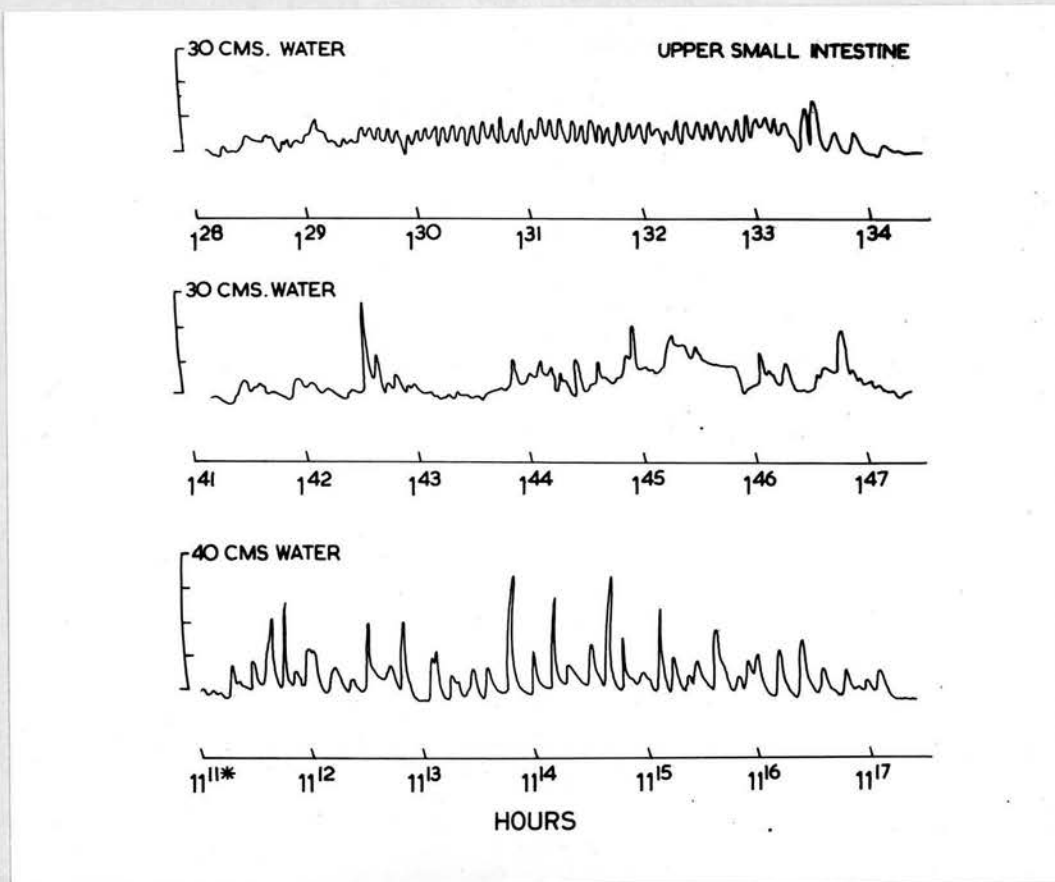 30 CMS. WATER UPPER SMALL INTESTINE
1²⁸ 1²⁹ 1³⁰ 1³¹ 1³² 1³³ 1³⁴
30 CMS. WATER
1⁴¹ 1⁴² 1⁴³ 1⁴⁴ 1⁴⁵ 1⁴⁶ 1⁴⁷
40 CMS WATER
11¹¹* 11¹² 11¹³ 11¹⁴ 11¹⁵ 11¹⁶ 11¹⁷
HOURS